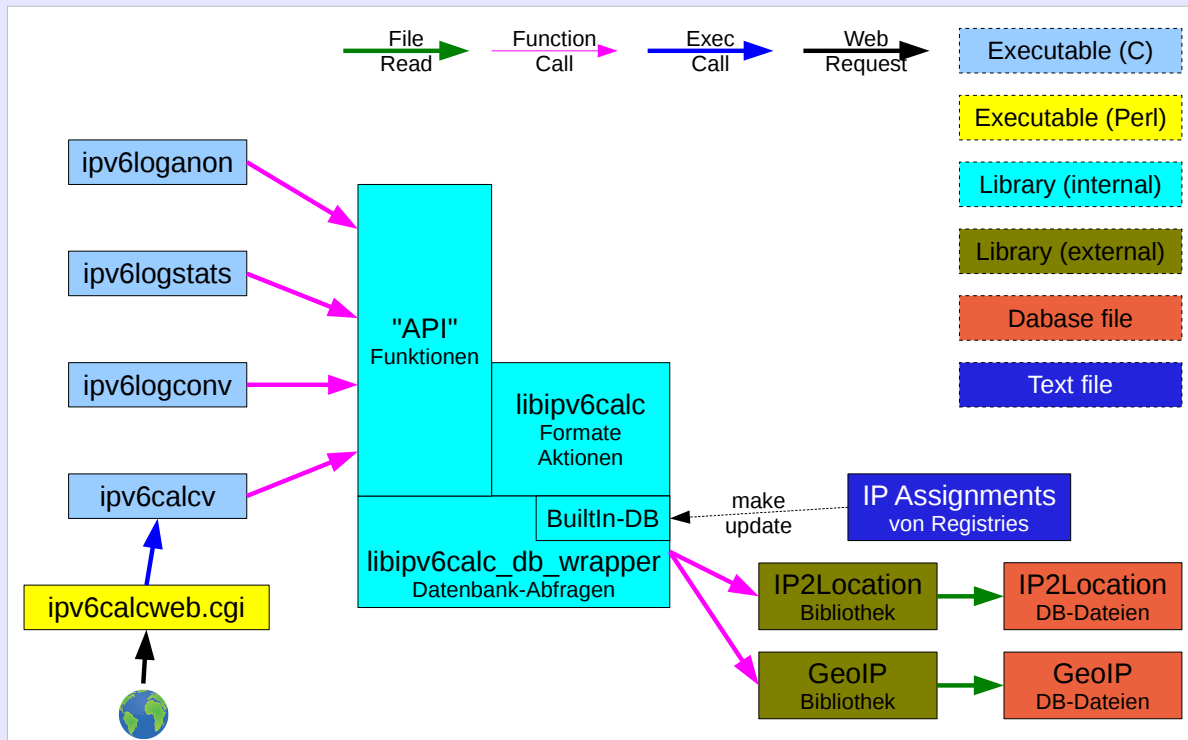 File
Read
Function
Call
Exec
Call
Web
Request
Executable (C)
Executable (Perl)
Library (internal)
Library (external)
Dabase file
Text file
ipv6loganon
ipv6logstats
ipv6logconv
ipv6calcv
ipv6calcweb.cgi
"API"
Funktionen
libipv6calc
Formate
Aktionen
BuiltIn-DB
libipv6calc_db_wrapper
Datenbank-Abfragen
make
update
IP Assignments
von Registries
IP2Location
Bibliothek
IP2Location
DB-Dateien
GeoIP
Bibliothek
GeoIP
DB-Dateien